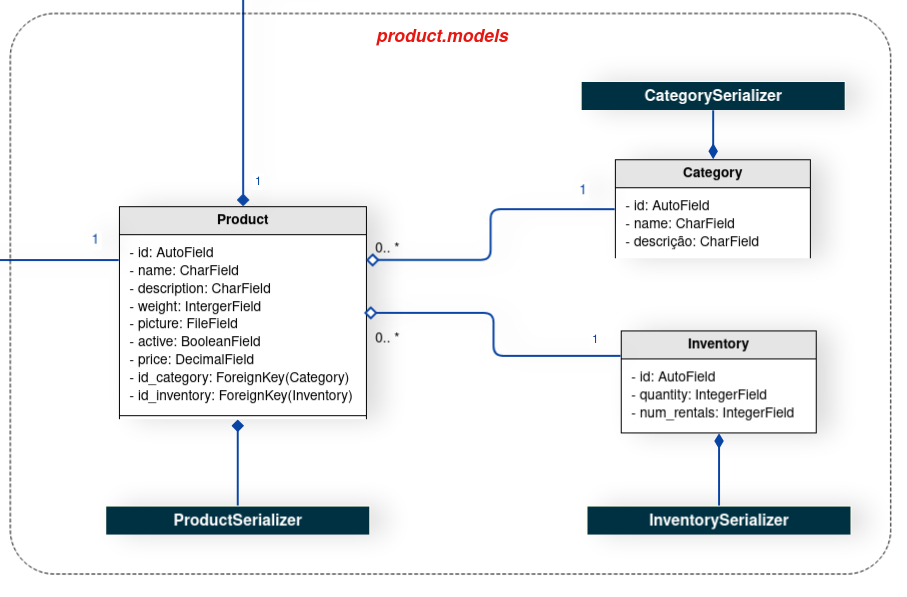 product.models
CategorySerializer
Category
- id: AutoField
- name: CharField
- descrição: CharField
1
1
1
Product
- id: AutoField
- name: CharField
- description: CharField
- weight: IntergerField
- picture: FileField
- active: BooleanField
- price: DecimalField
- id_category: ForeignKey(Category)
- id_inventory: ForeignKey(Inventory)
0.. *
0.. *
1
Inventory
- id: AutoField
- quantity: IntegerField
- num_rentals: IntegerField
ProductSerializer
InventorySerializer